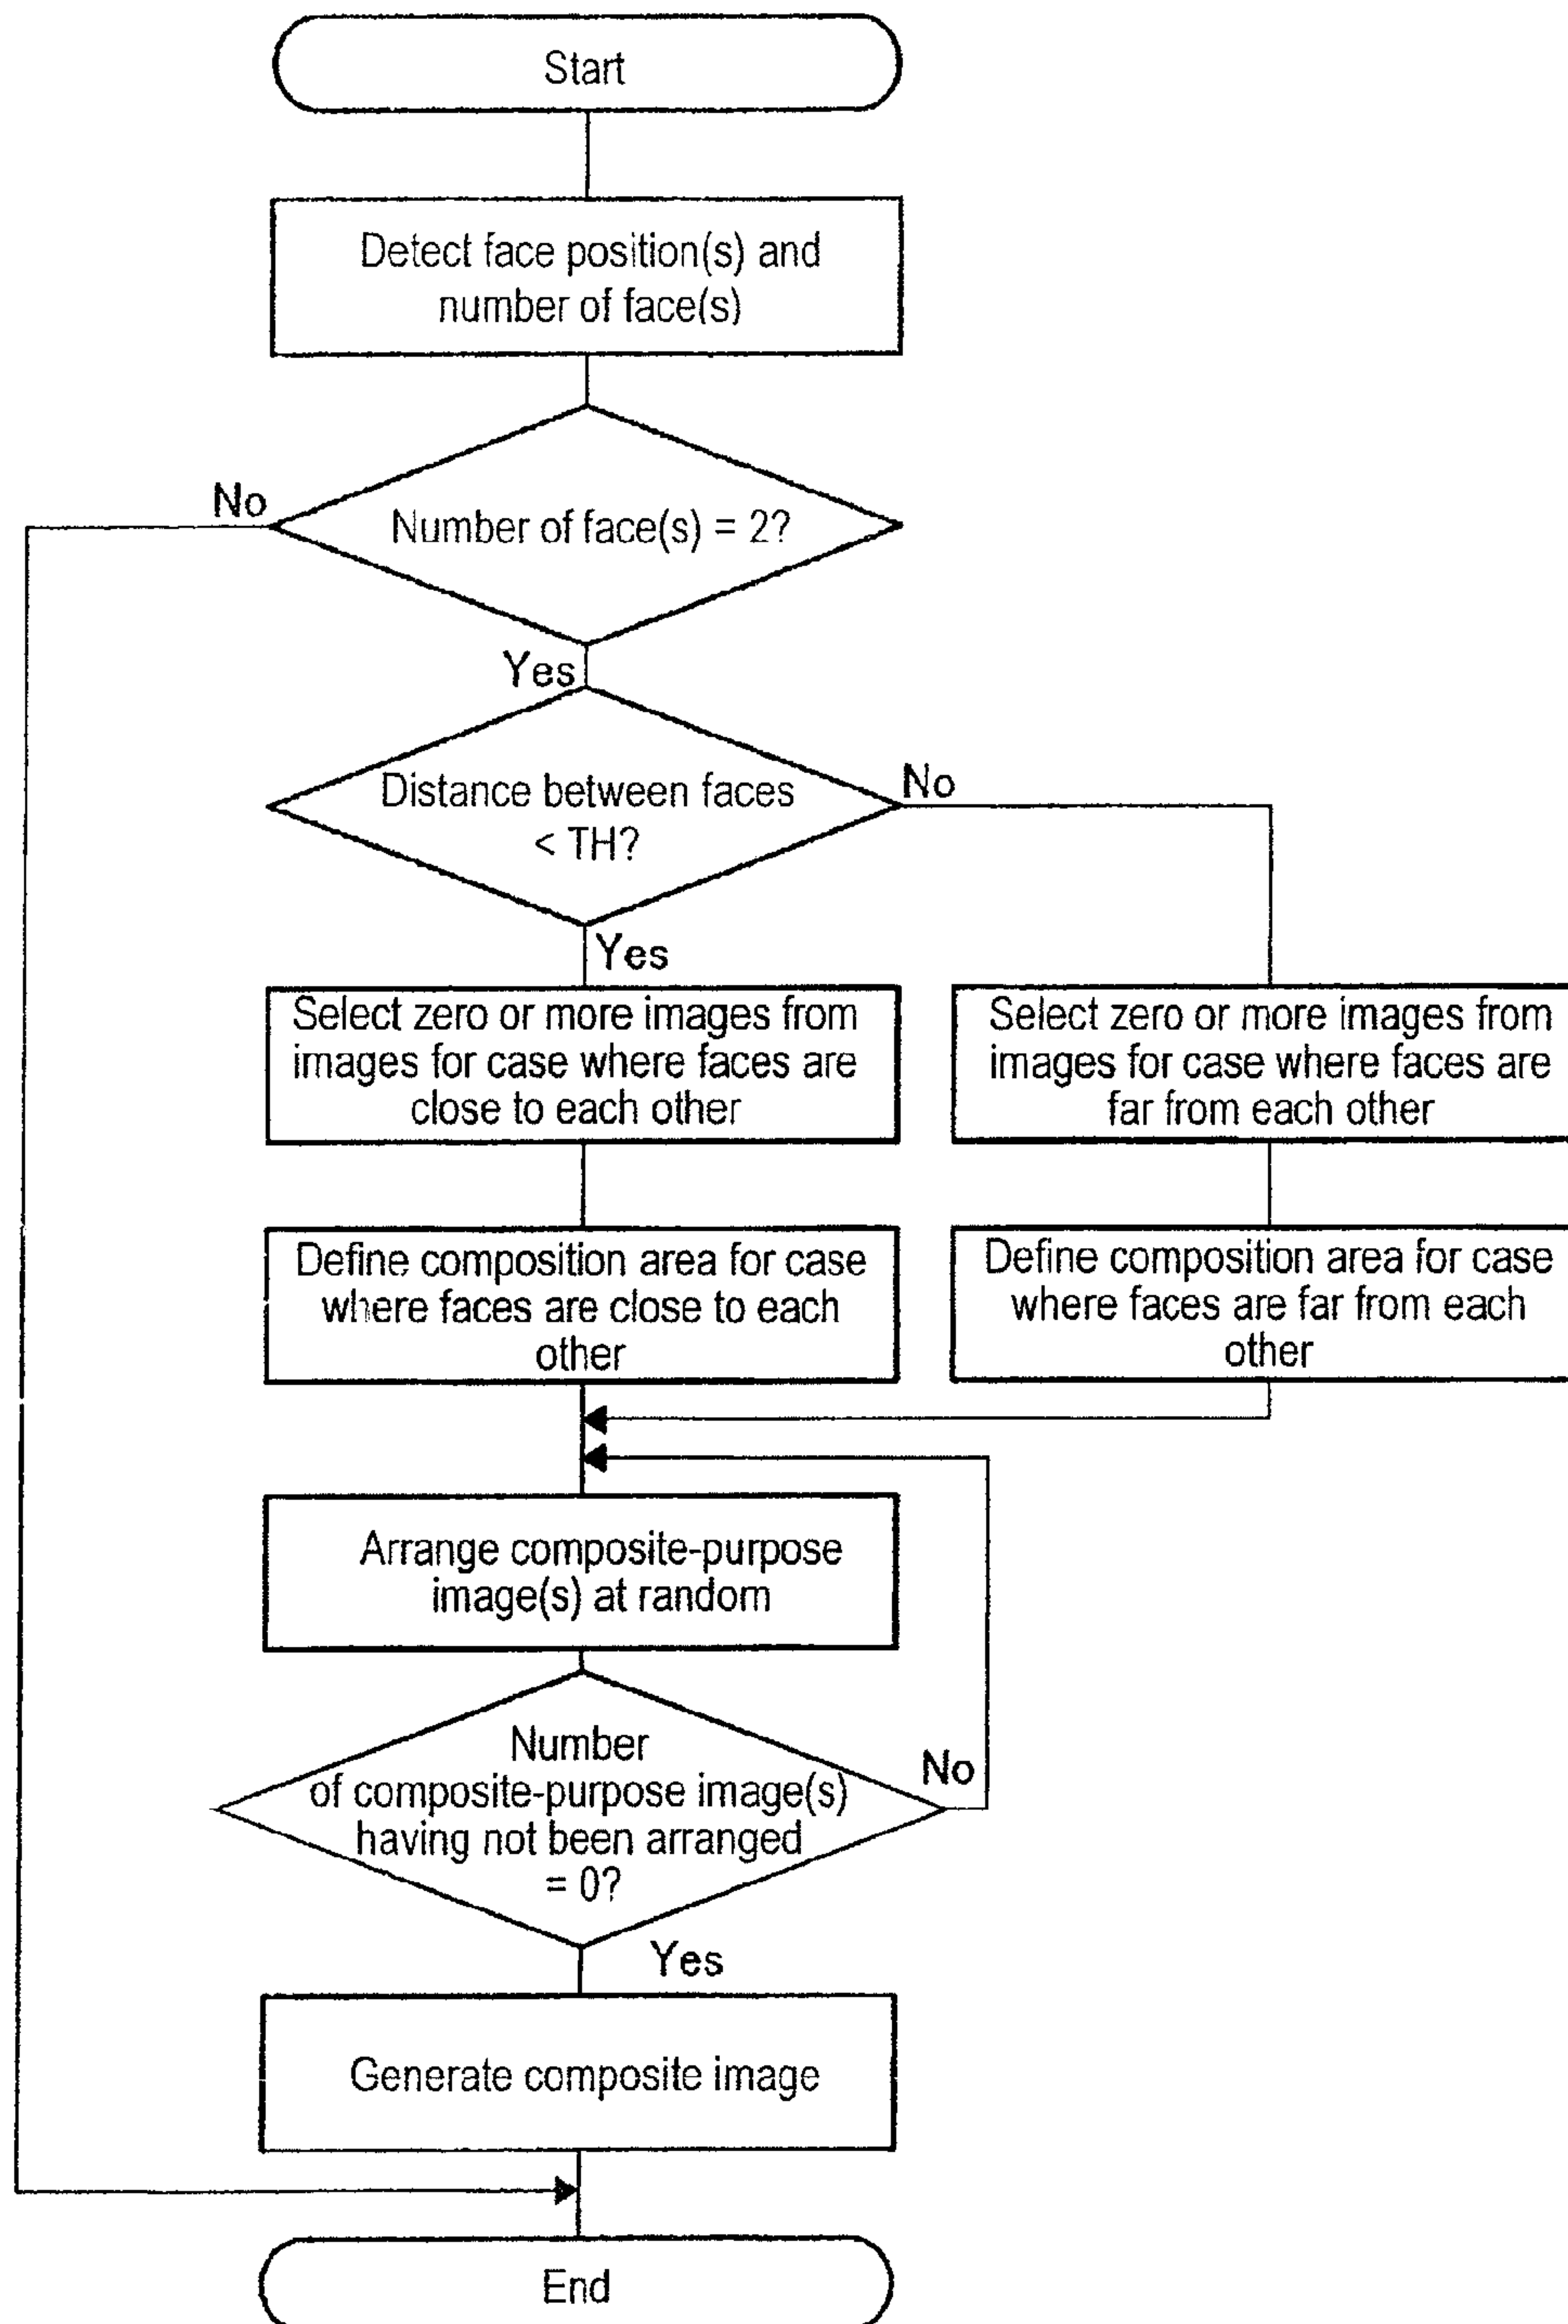 Start
Detect face position(s) and
number of face(s)
No
Number of face(s) = 2?
Yes
Distance between faces
< TH?
No
Yes
Select zero or more images from
images for case where faces are
close to each other
Select zero or more images from
images for case where faces are
far from each other
Define composition area for case
where faces are close to each
other
Define composition area for case
where faces are far from each
other
Arrange composite-purpose
image(s) at random
Number
of composite-purpose image(s)
having not been arranged
= 0?
No
Yes
Generate composite image
End